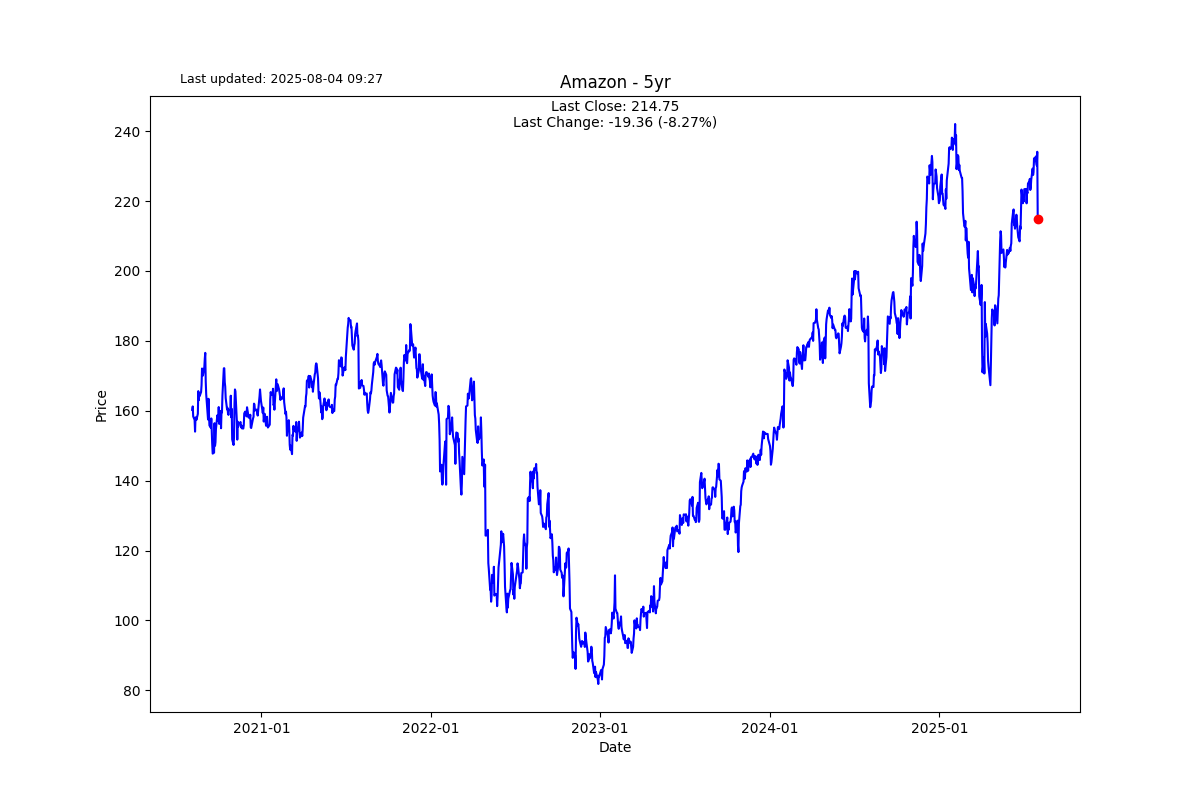 Last updated: 2025-08-04 09:27
Amazon - 5yr
Last Close: 214.75
Last Change: -19.36 (-8.27%)
240
220
200
180
160
140
120
100
80
Price
2021-01
2022-01
2023-01
2024-01
2025-01
Date